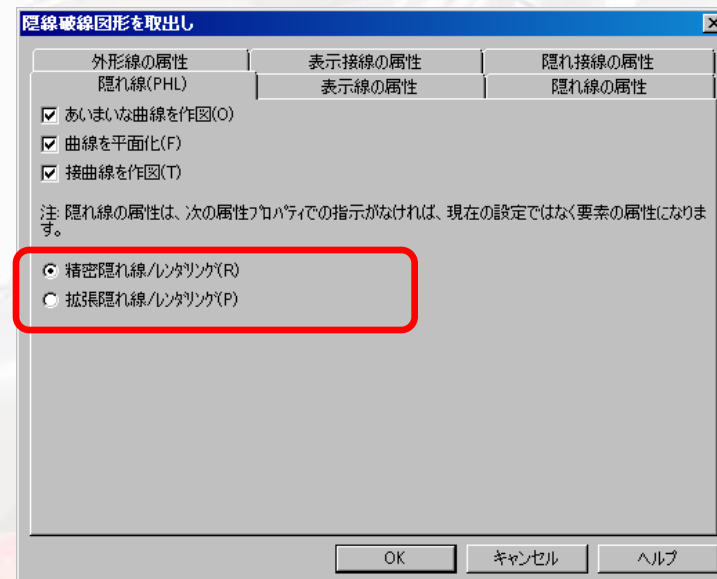 隠線破線図形を取出し
外形線の属性 表示接線の属性 隠れ接線の属性
隠れ線(PHL) 表示線の属性 隠れ線の属性
あいまいな曲線を作図(O)
曲線を平面化(F)
接曲線を作図(T)
注: 隠れ線の属性は、次の属性プロパティでの指示がなければ、現在の設定ではなく要素の属性になりま
す。
精密隠れ線/レンダリング(R)
拡張隠れ線/レンダリング(P)
OK キャンセル ヘルプ